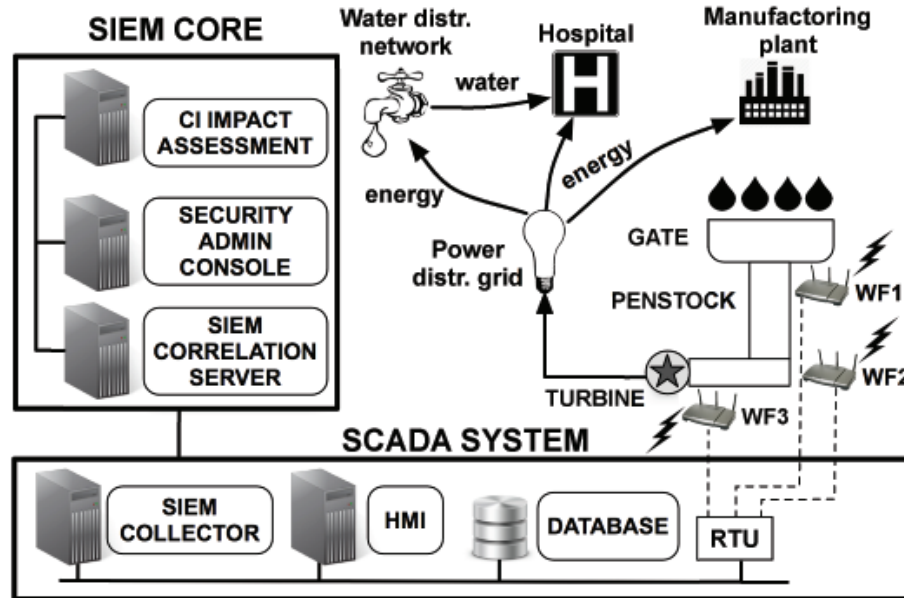 SIEM CORE
CI IMPACT
ASSESSMENT
SECURITY
ADMIN
CONSOLE
SIEM
CORRELATION
SERVER
Water distr.
network
water
Hospital
H
Manufactoring
plant
energy
energy
Power
distr. grid
GATE
PENSTOCK
TURBINE
WF1
WF2
WF3
SCADA SYSTEM
SIEM
COLLECTOR
HMI
DATABASE
RTU